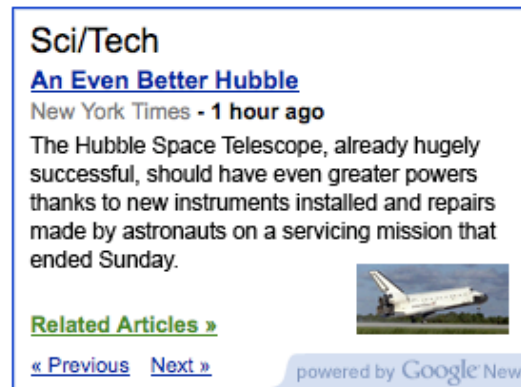 Sci/Tech
An Even Better Hubble
New York Times - 1 hour ago
The Hubble Space Telescope, already hugely
successful, should have even greater powers
thanks to new instruments installed and repairs
made by astronauts on a servicing mission that
ended Sunday.
Related Articles »
« Previous Next »
powered by Google New